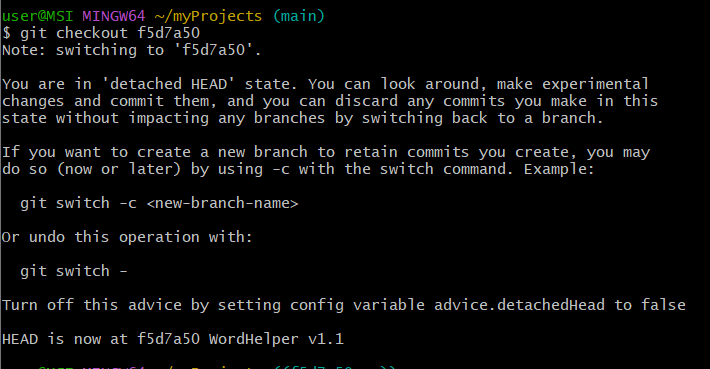 user@MSI MINGW64 ~/myProjects (main)
$ git checkout f5d7a50
Note: switching to 'f5d7a50'.
You are in 'detached HEAD' state. You can look around, make experimental
changes and commit them, and you can discard any commits you make in this
state without impacting any branches by switching back to a branch.
If you want to create a new branch to retain commits you create, you may
do so (now or later) by using -c with the switch command. Example:
git switch -c <new-branch-name>
Or undo this operation with:
git switch -
Turn off this advice by setting config variable advice.detachedHead to false
HEAD is now at f5d7a50 WordHelper v1.1